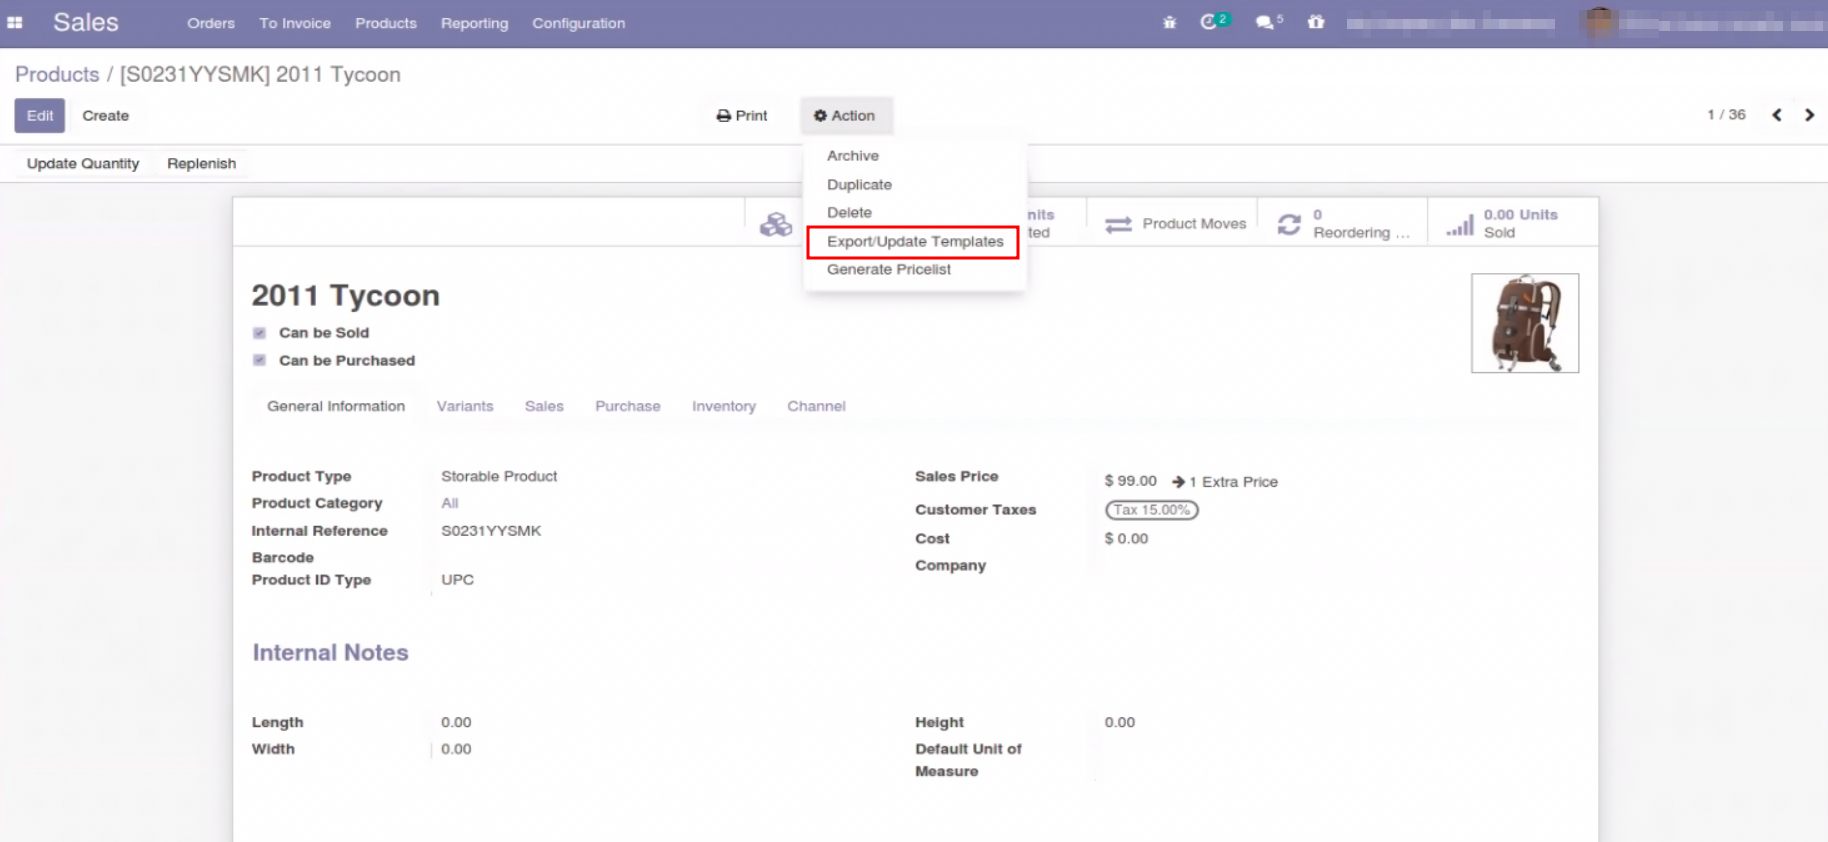 Sales Orders To Invoice Products Reporting Configuration 2 5
Products / [S0231YYSMK] 2011 Tycoon
Edit Create Print Action 1 / 36
Update Quantity Replenish
Archive
Duplicate
Delete
Export/Update Templates
Generate Pricelist
Product Moves
0
Reordering ...
0.00 Units
Sold
2011 Tycoon
Can be Sold
Can be Purchased
General Information Variants Sales Purchase Inventory Channel
Product Type Storable Product
Product Category All
Internal Reference S0231YYSMK
Barcode
Product ID Type UPC
Sales Price $ 99.00 1 Extra Price
Customer Taxes Tax 15.00%
Cost $ 0.00
Company
Internal Notes
Length 0.00
Width 0.00
Height 0.00
Default Unit of
Measure